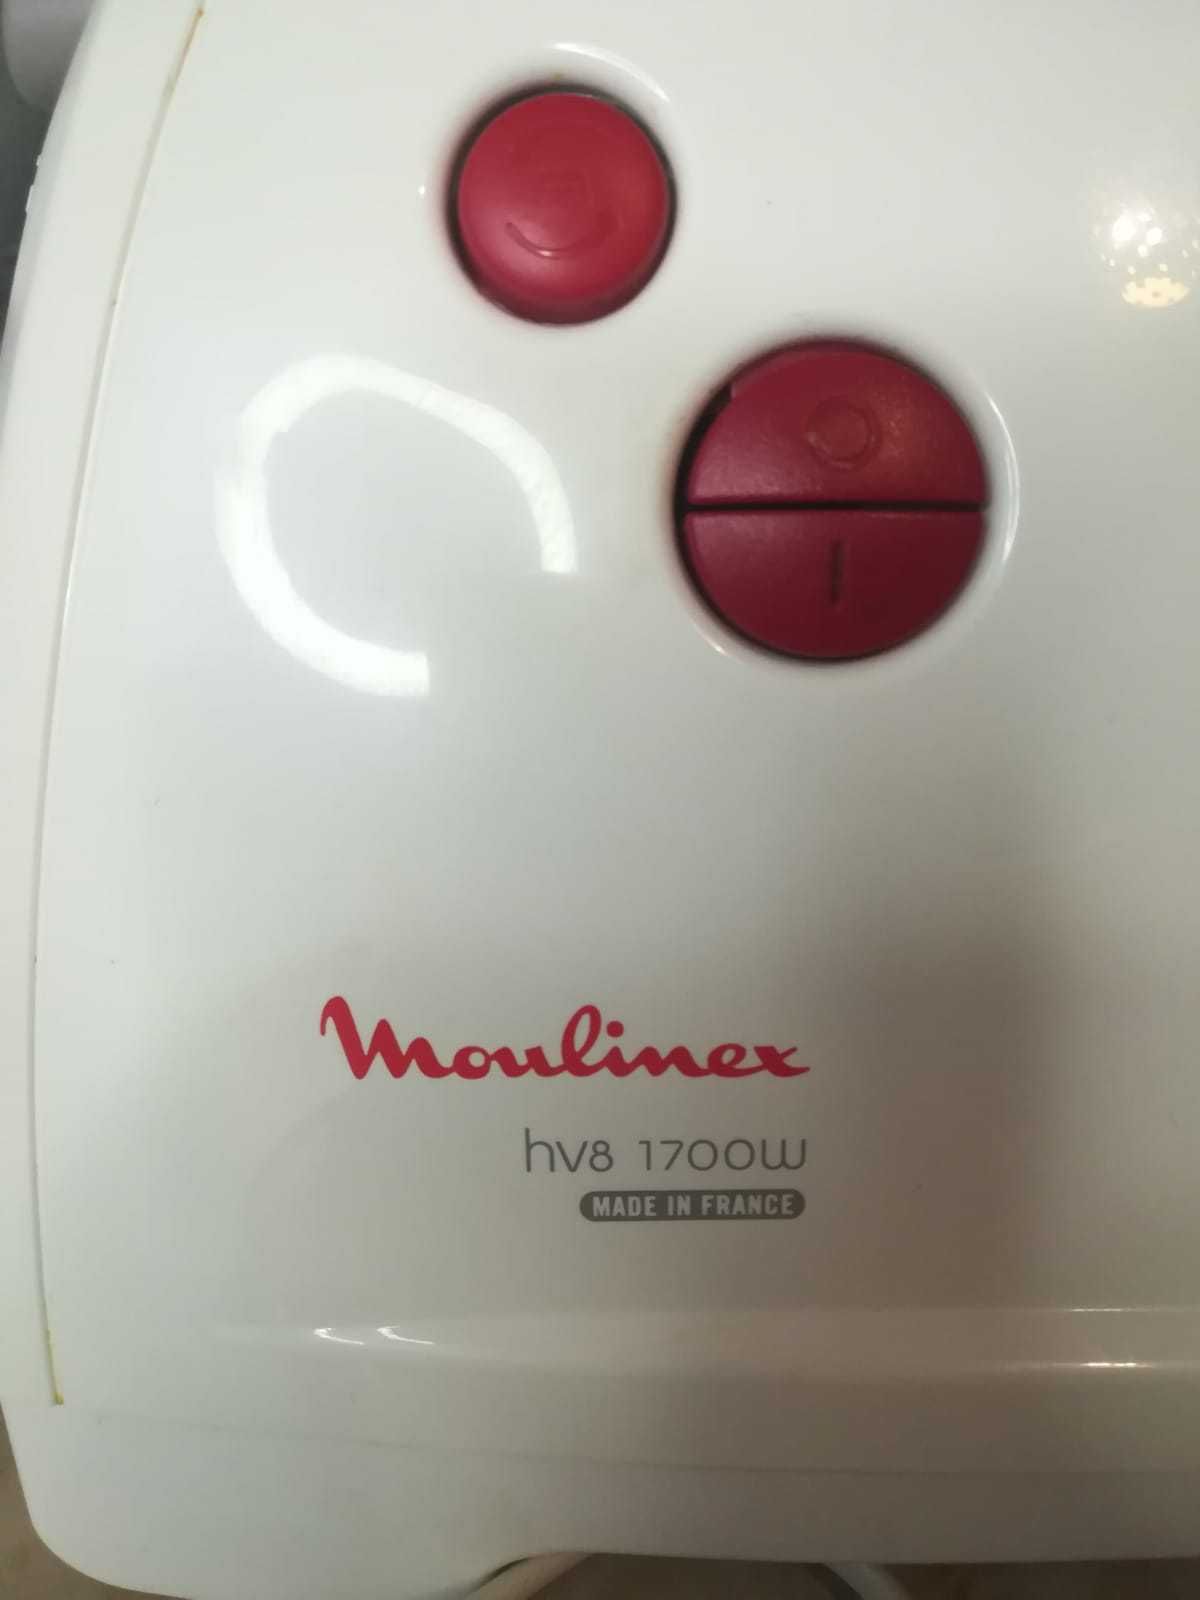 Moulinex
hv8 1700W
MADE IN FRANCE